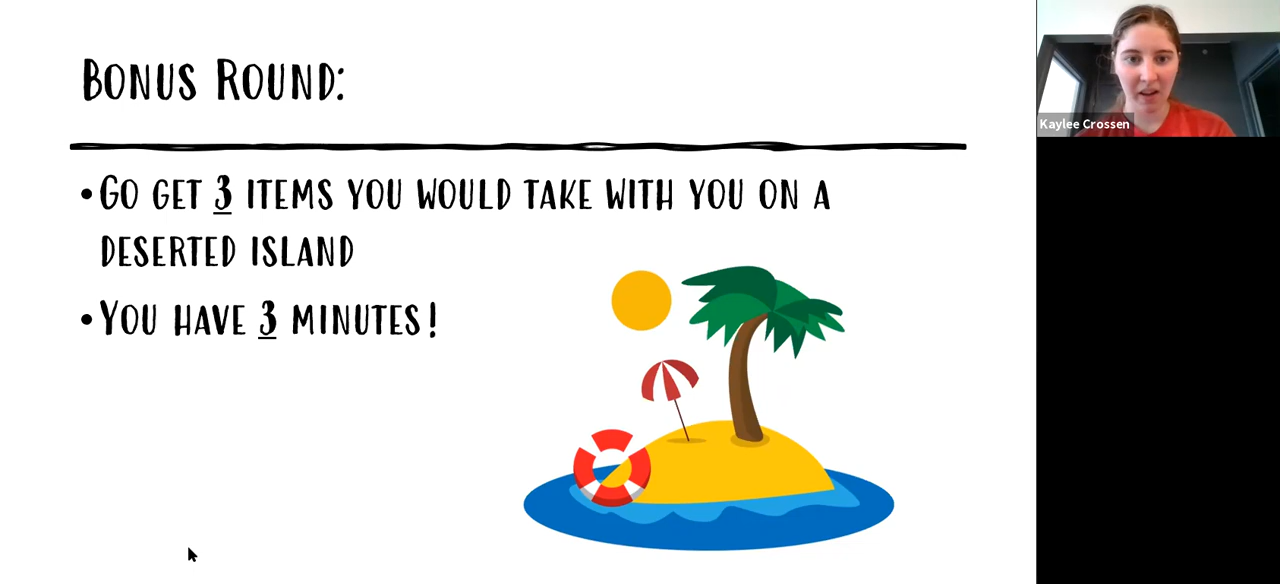 Bonus Round:
• Go get 3 items you would take with you on a
deserted island
• You have 3 minutes!
Kaylee Crossen